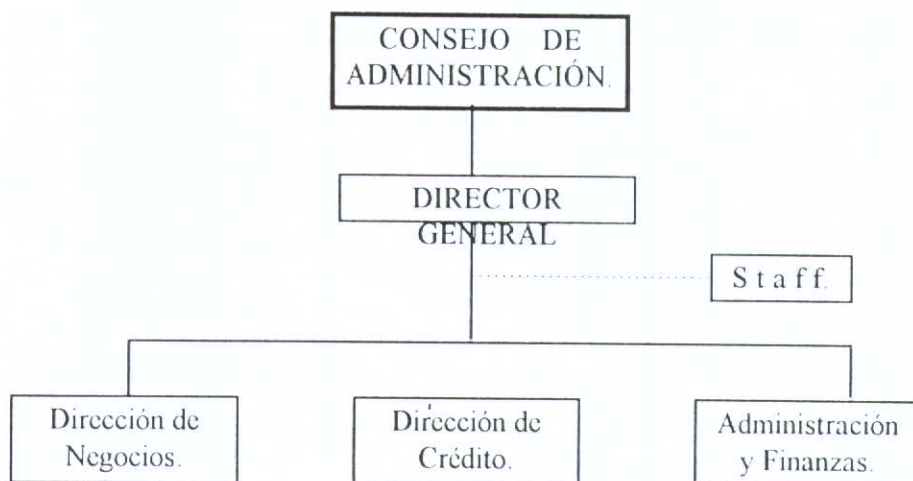 CONSEJO DE
ADMINISTRACIÓN.
DIRECTOR
GENERAL
Staff.
Dirección de
Negocios.
Dirección de
Crédito.
Administración
y Finanzas.